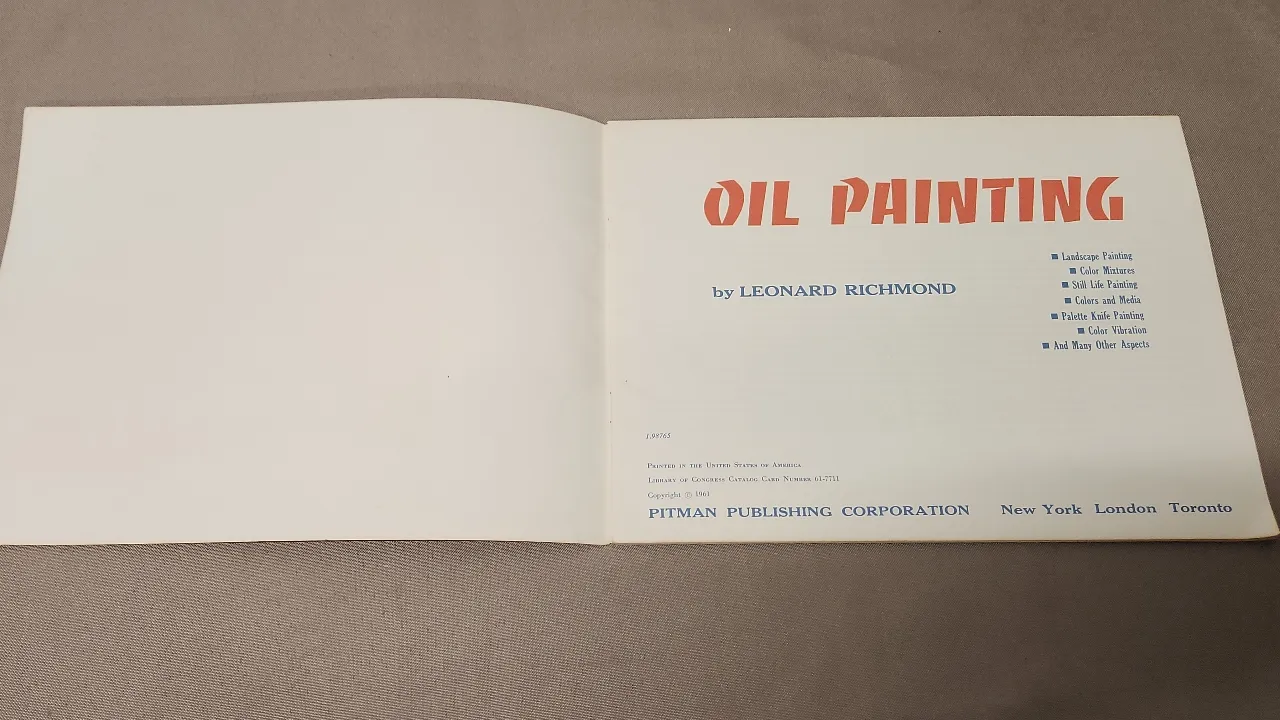 OIL PAINTING
by LEONARD RICHMOND
■ Landscape Painting
■ Color Mixtures
■ Still Life Painting
■ Colors and Media
■ Palette Knife Painting
■ Color Vibration
■ And Many Other Aspects
1.98765
Printed in the United States of America
Library of Congress Catalog Card Number 61-7711
Copyright © 1961
PITMAN PUBLISHING CORPORATION New York London Toronto